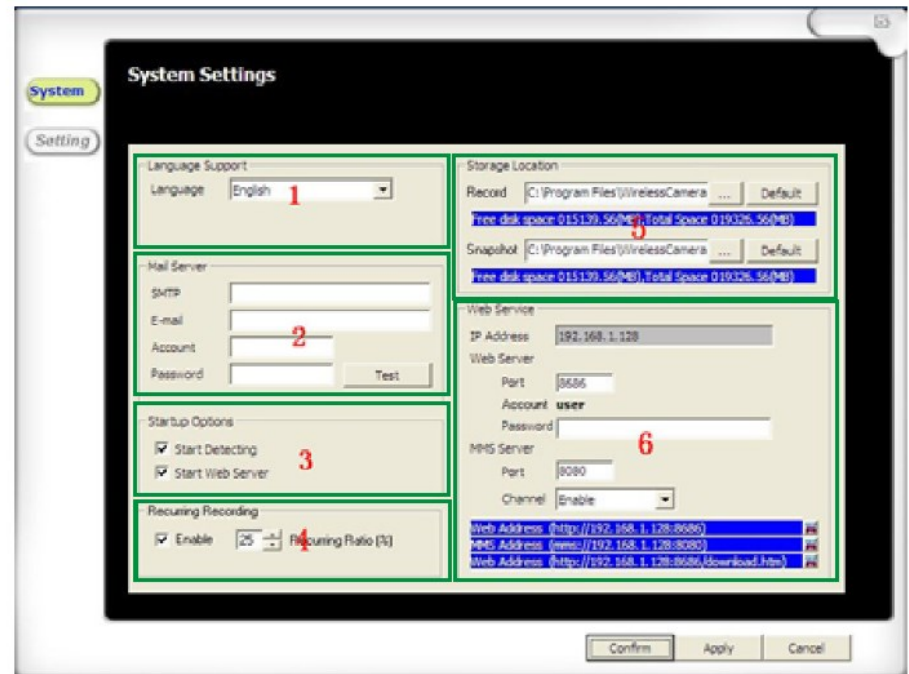 System Settings
System
Setting
Language Support
Language English
1
Mail Server
SMTP
E-mail
2
Account
Password Test
Startup Options
Start Detecting
3
Start Web Server
Recurring Recording
Enable 25 4 Recurring Ratio (%)
Storage Location
Record C:\Program Files\WirelessCamera ... Default
Free disk space 015139.56(MB),Total Space 019326.56(MB)
5
Snapshot C:\Program Files\WirelessCamera ... Default
Free disk space 015139.56(MB),Total Space 019326.56(MB)
Web Service
IP Address 192.168.1.128
Web Server
Port 8686
Account user
Password
6
MMS Server
Port 8080
Channel Enable
Web Address (http://192.168.1.128:8686)
MMS Address (mms://192.168.1.128:8080)
Web Address (http://192.168.1.128:8686/download.htm)
Confirm Apply Cancel